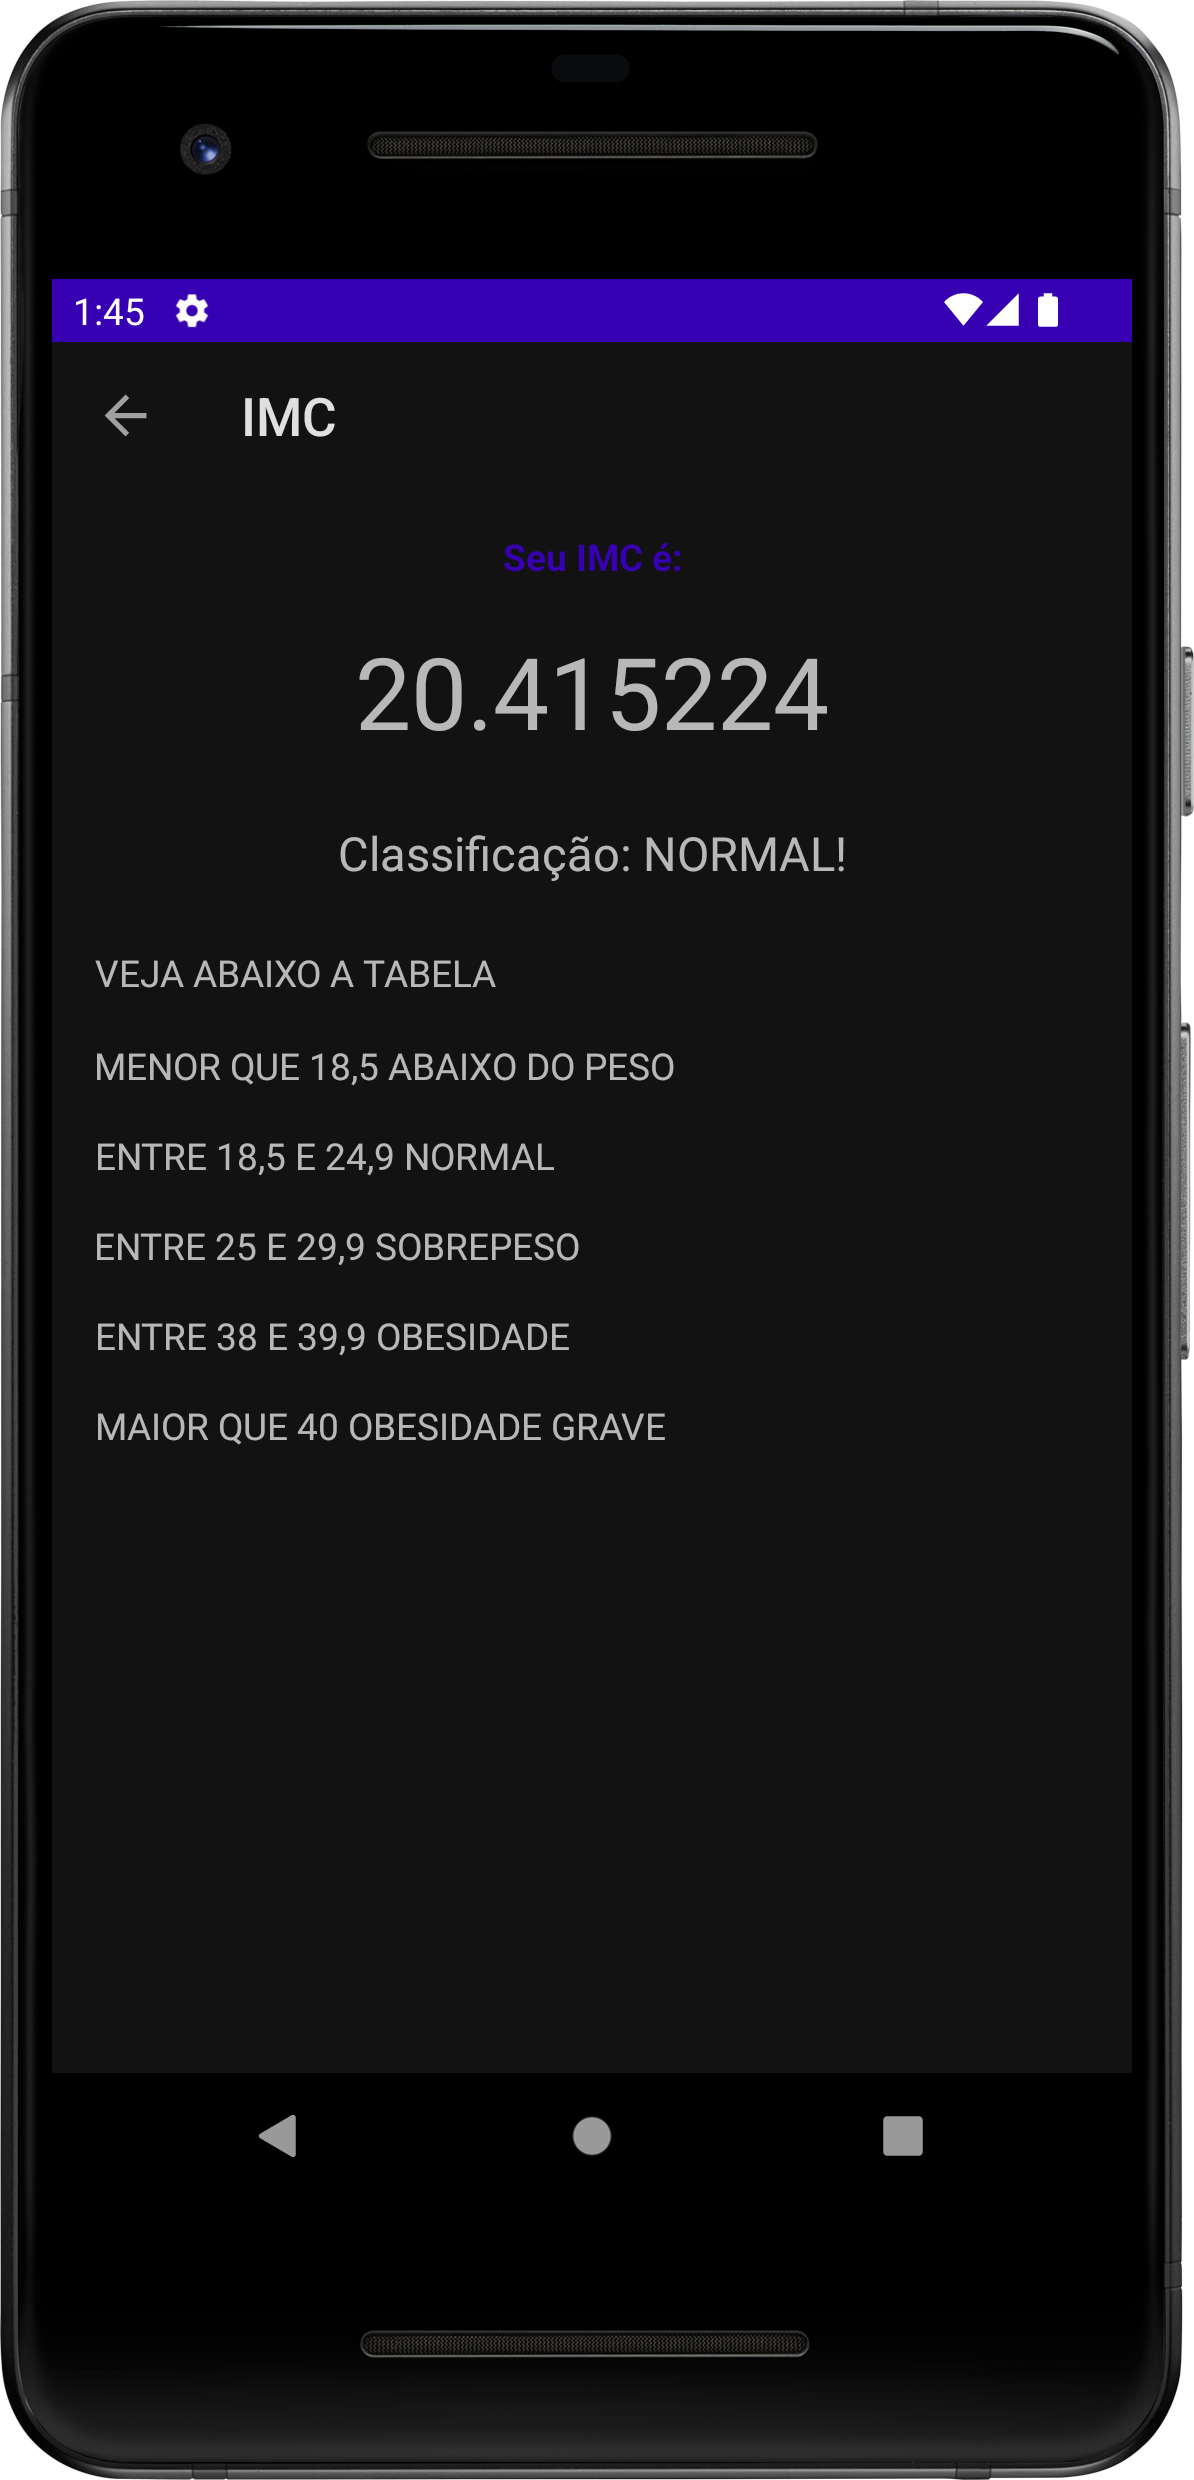 1:45
IMC
Seu IMC é:
20.415224
Classificação: NORMAL!
VEJA ABAIXO A TABELA
MENOR QUE 18,5 ABAIXO DO PESO
ENTRE 18,5 E 24,9 NORMAL
ENTRE 25 E 29,9 SOBREPESO
ENTRE 38 E 39,9 OBESIDADE
MAIOR QUE 40 OBESIDADE GRAVE